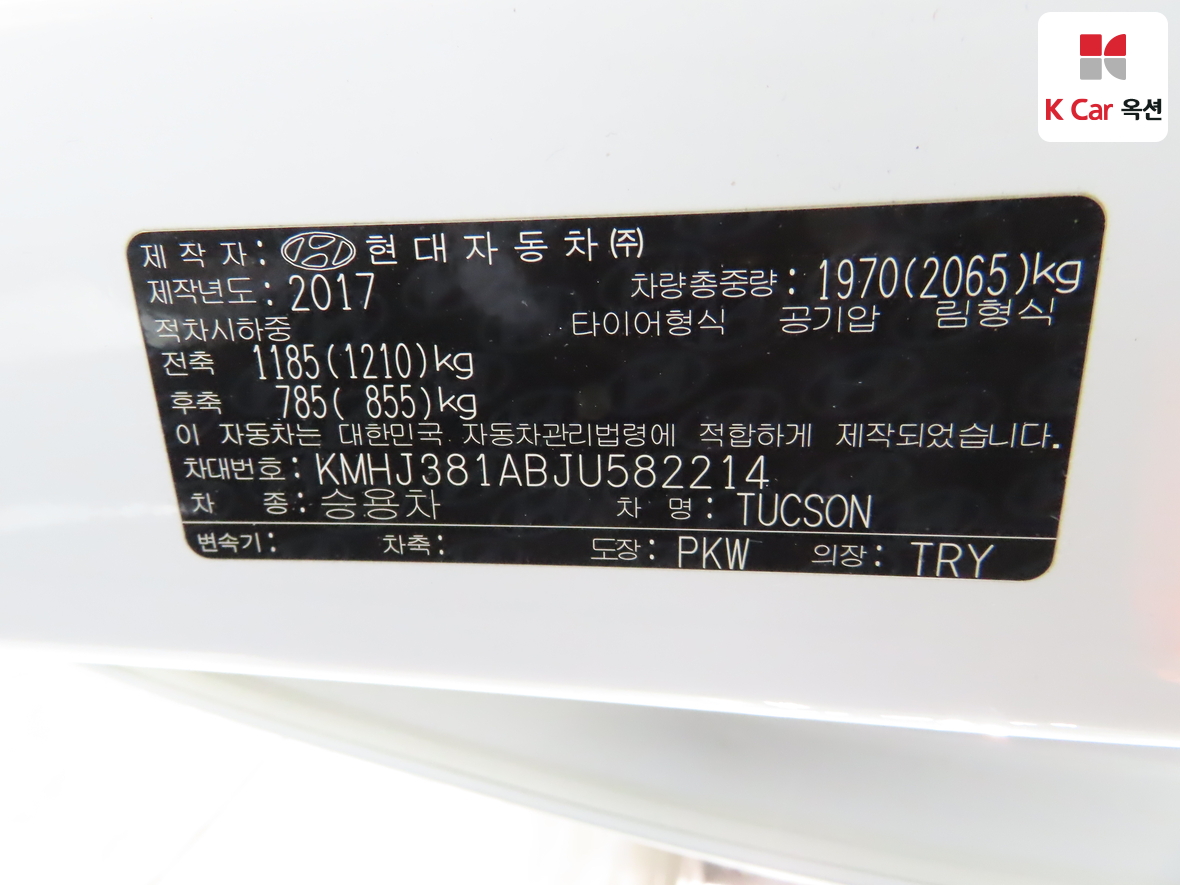 K Car 옥션
제 작 자 : 현 대 자 동 차 ㈜
제작년도 : 2017 차량총중량 : 1970(2065)kg
적차시하중 타이어형식 공기압 림형식
전축 1185(1210)kg
후축 785( 855)kg
이 자동차는 대한민국 자동차관리법령에 적합하게 제작되었습니다.
차대번호 : KMHJ381ABJU582214
차 종 : 승용차 차 명 : TUCSON
변속기 : 차축 : 도장 : PKW 의장 : TRY